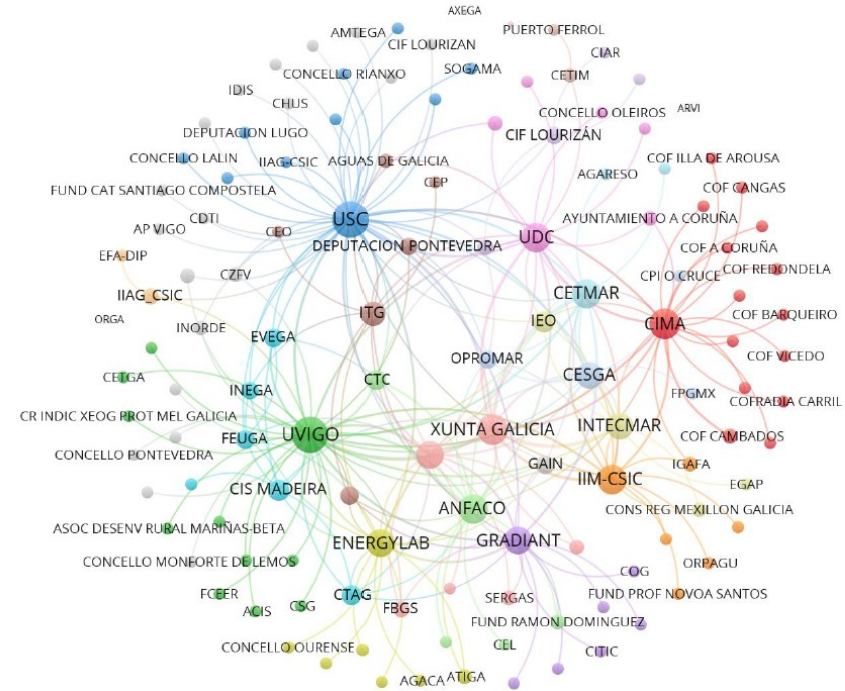 AXEGA
AMTEGA
PUERTO FERROL
CIF LOURIZAN
CIAR
CONCELLO RIANXO
SOGAMA
CETIM
IDIS
CHUS
CONCELLO OLEIROS
ARVI
DEPUTACION LUGO
CIF LOURIZÁN
CONCELLO LALIN
IIAG-CSIC
AGUAS DE GALICIA
COF ILLA DE AROUSA
AGARESO
CEP
FUND CAT SANTIAGO COMPOSTELA
COF CANGAS
CDTI
USC
AYUNTAMIENTO A CORUÑA
AP VIGO
CEO
UDC
DEPUTACION PONTEVEDRA
COF A CORUÑA
EFA-DIP
CZFV
CPI O CRUCE
COF REDONDELA
IIAG_CSIC
CETMAR
ORGA
ITG
IEO
CIMA
COF BARQUEIRO
INORDE
EVEGA
OPROMAR
COF VICEDO
CETGA
CTC
CESGA
INEGA
FPGMX
COFRADIA CARRIL
CR INDIC XEOG PROT MEL GALICIA
UVIGO
XUNTA GALICIA
INTECMAR
FEUGA
COF CAMBADOS
CONCELLO PONTEVEDRA
GAIN
IGAFA
CIS MADEIRA
IIM-CSIC
EGAP
ANFACO
CONS REG MEXILLON GALICIA
ASOC DESENV RURAL MARIÑAS-BETA
ENERGYLAB
GRADIANT
CONCELLO MONFORTE DE LEMOS
ORPAGU
COG
FCEER
CTAG
SERGAS
FUND PROF NOVOA SANTOS
ACIS
CSG
FBGS
FUND RAMON DOMINGUEZ
CONCELLO OURENSE
CEL
CITIC
AGACA
ATIGA